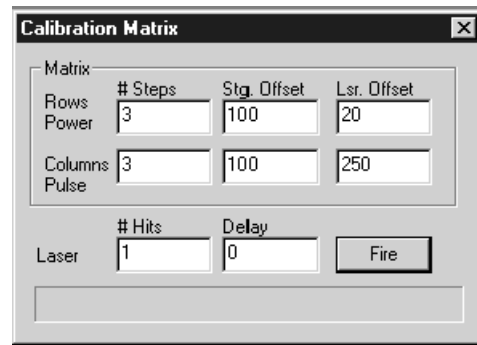 Calibration Matrix
Matrix
# Steps Stg. Offset Lsr. Offset
Rows Power 3 100 20
Columns Pulse 3 100 250
# Hits Delay
Laser 1 0 Fire